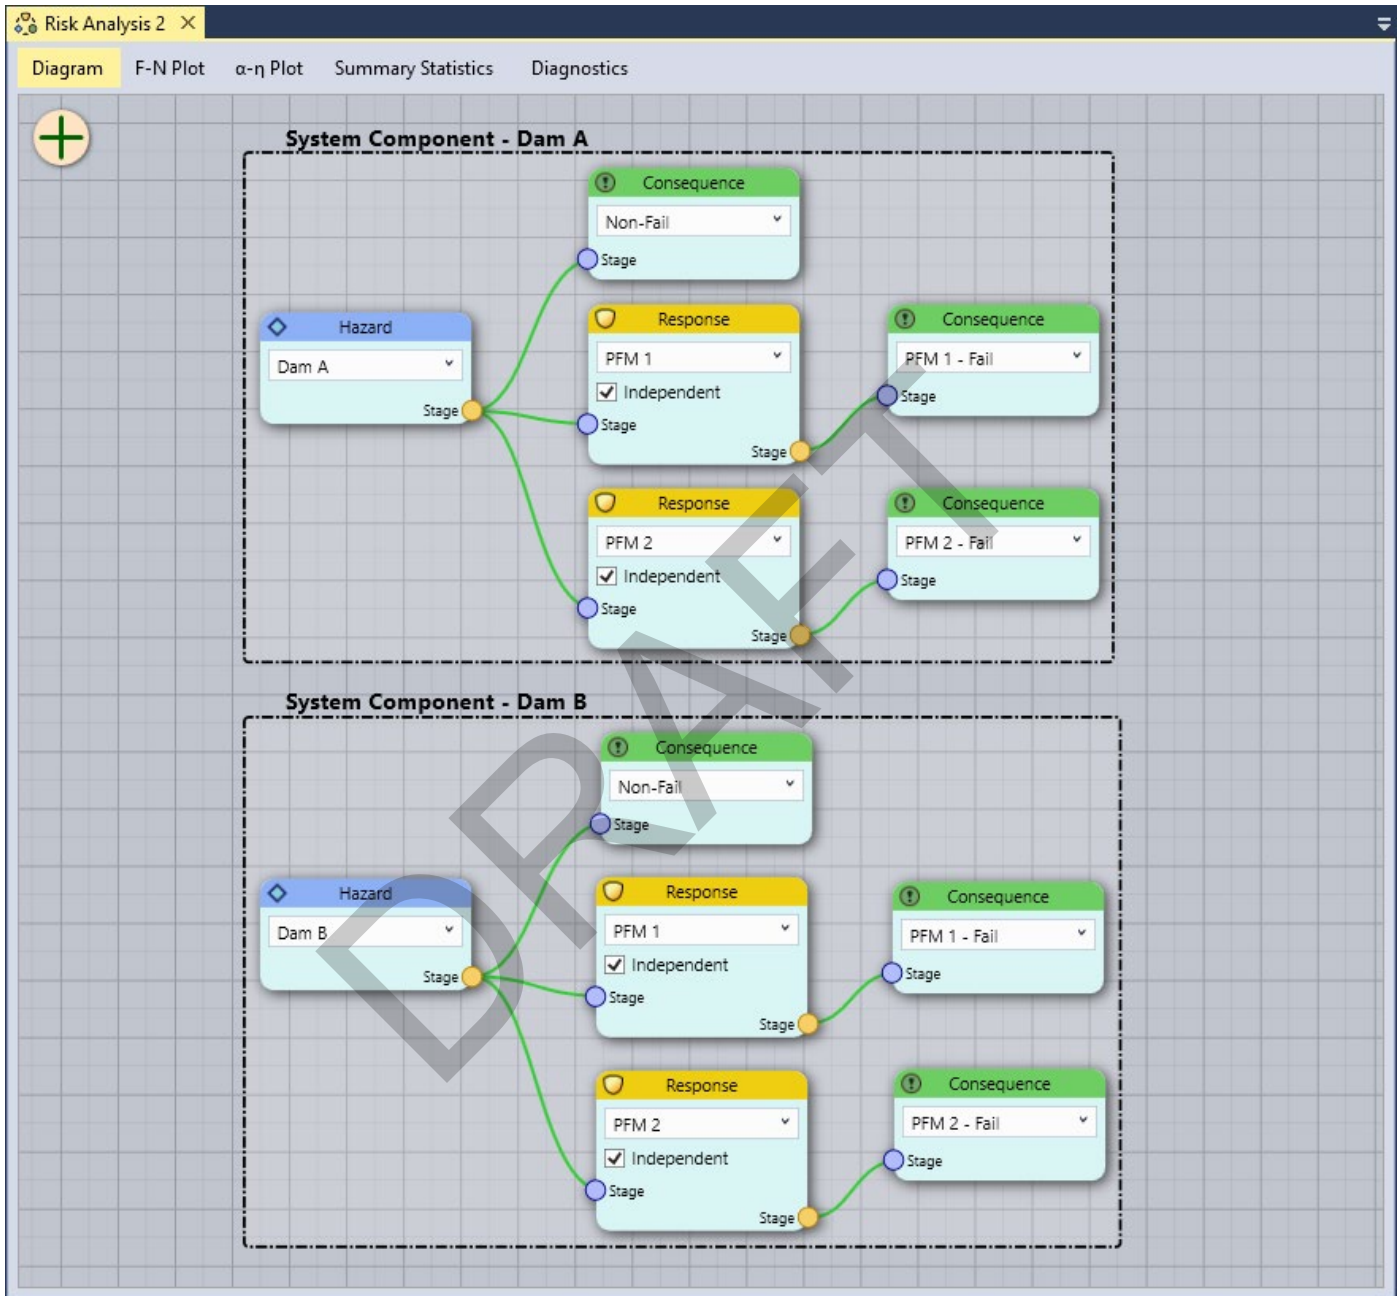 Risk Analysis 2
Diagram F-N Plot α-η Plot Summary Statistics Diagnostics
System Component - Dam A
Consequence
Non-Fail
Stage
Hazard
Dam A
Stage
Response
PFM 1
Independent
Stage
Stage
Consequence
PFM 1 - Fail
Stage
Response
PFM 2
Independent
Stage
Stage
Consequence
PFM 2 - Fail
Stage
System Component - Dam B
Consequence
Non-Fail
Stage
Hazard
Dam B
Stage
Response
PFM 1
Independent
Stage
Stage
Consequence
PFM 1 - Fail
Stage
Response
PFM 2
Independent
Stage
Stage
Consequence
PFM 2 - Fail
Stage
DRAFT